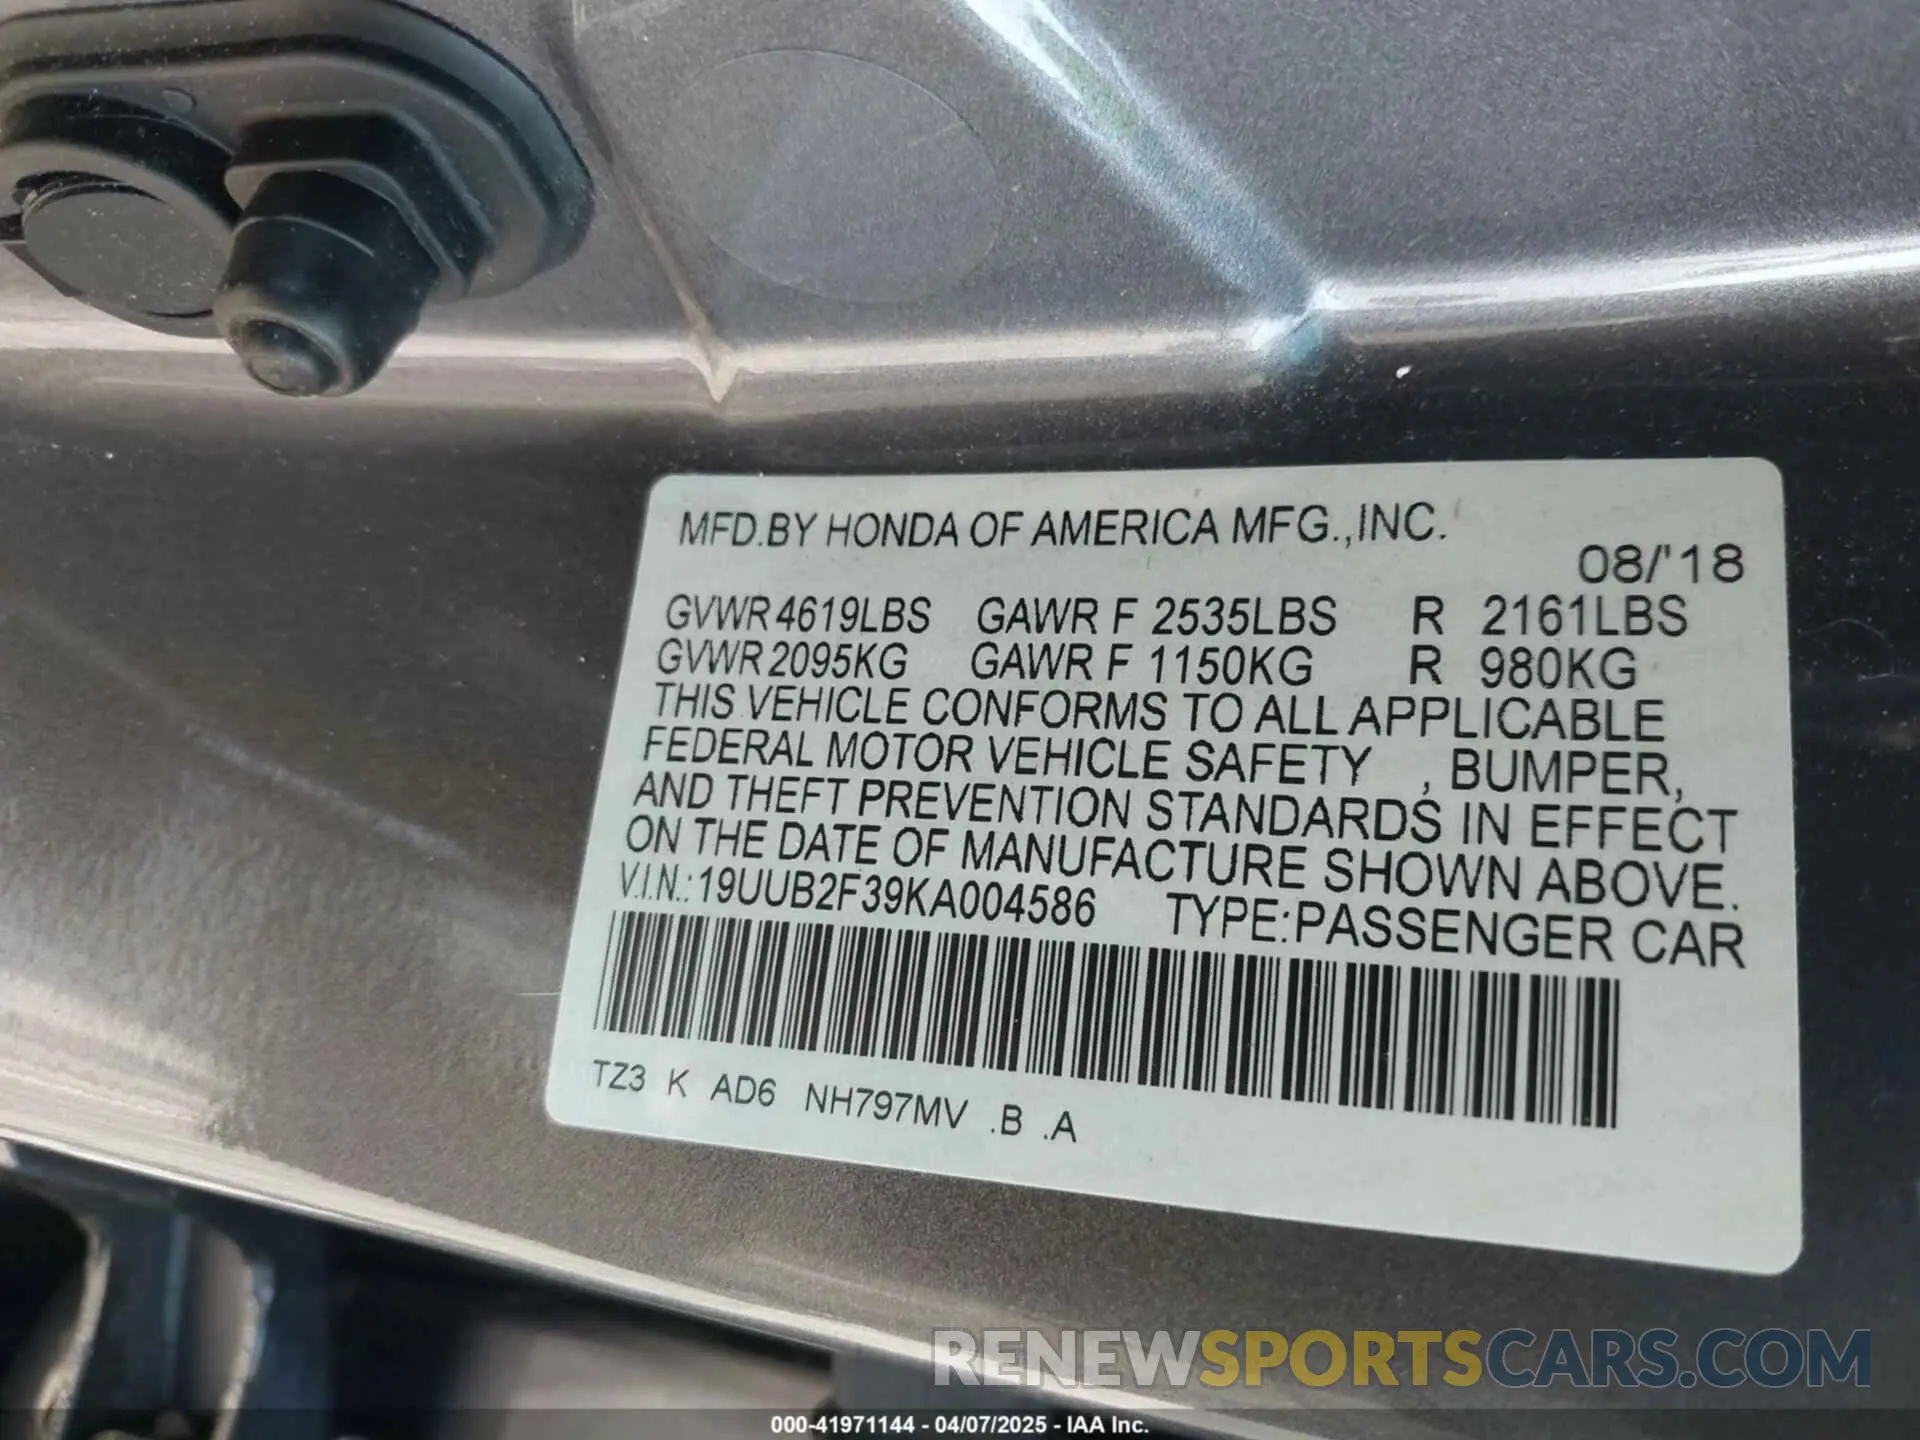 MFD.BY HONDA OF AMERICA MFG.,INC.
08/'18
GVWR 4619LBS GAWR F 2535LBS R 2161LBS
GVWR 2095KG GAWR F 1150KG R 980KG
THIS VEHICLE CONFORMS TO ALL APPLICABLE
FEDERAL MOTOR VEHICLE SAFETY , BUMPER,
AND THEFT PREVENTION STANDARDS IN EFFECT
ON THE DATE OF MANUFACTURE SHOWN ABOVE.
V.I.N.: 19UUB2F39KA004586 TYPE:PASSENGER CAR
TZ3 K AD6 NH797MV .B .A
RENEWSPORTSCARS.COM
000-41971144 - 04/07/2025 - IAA Inc.